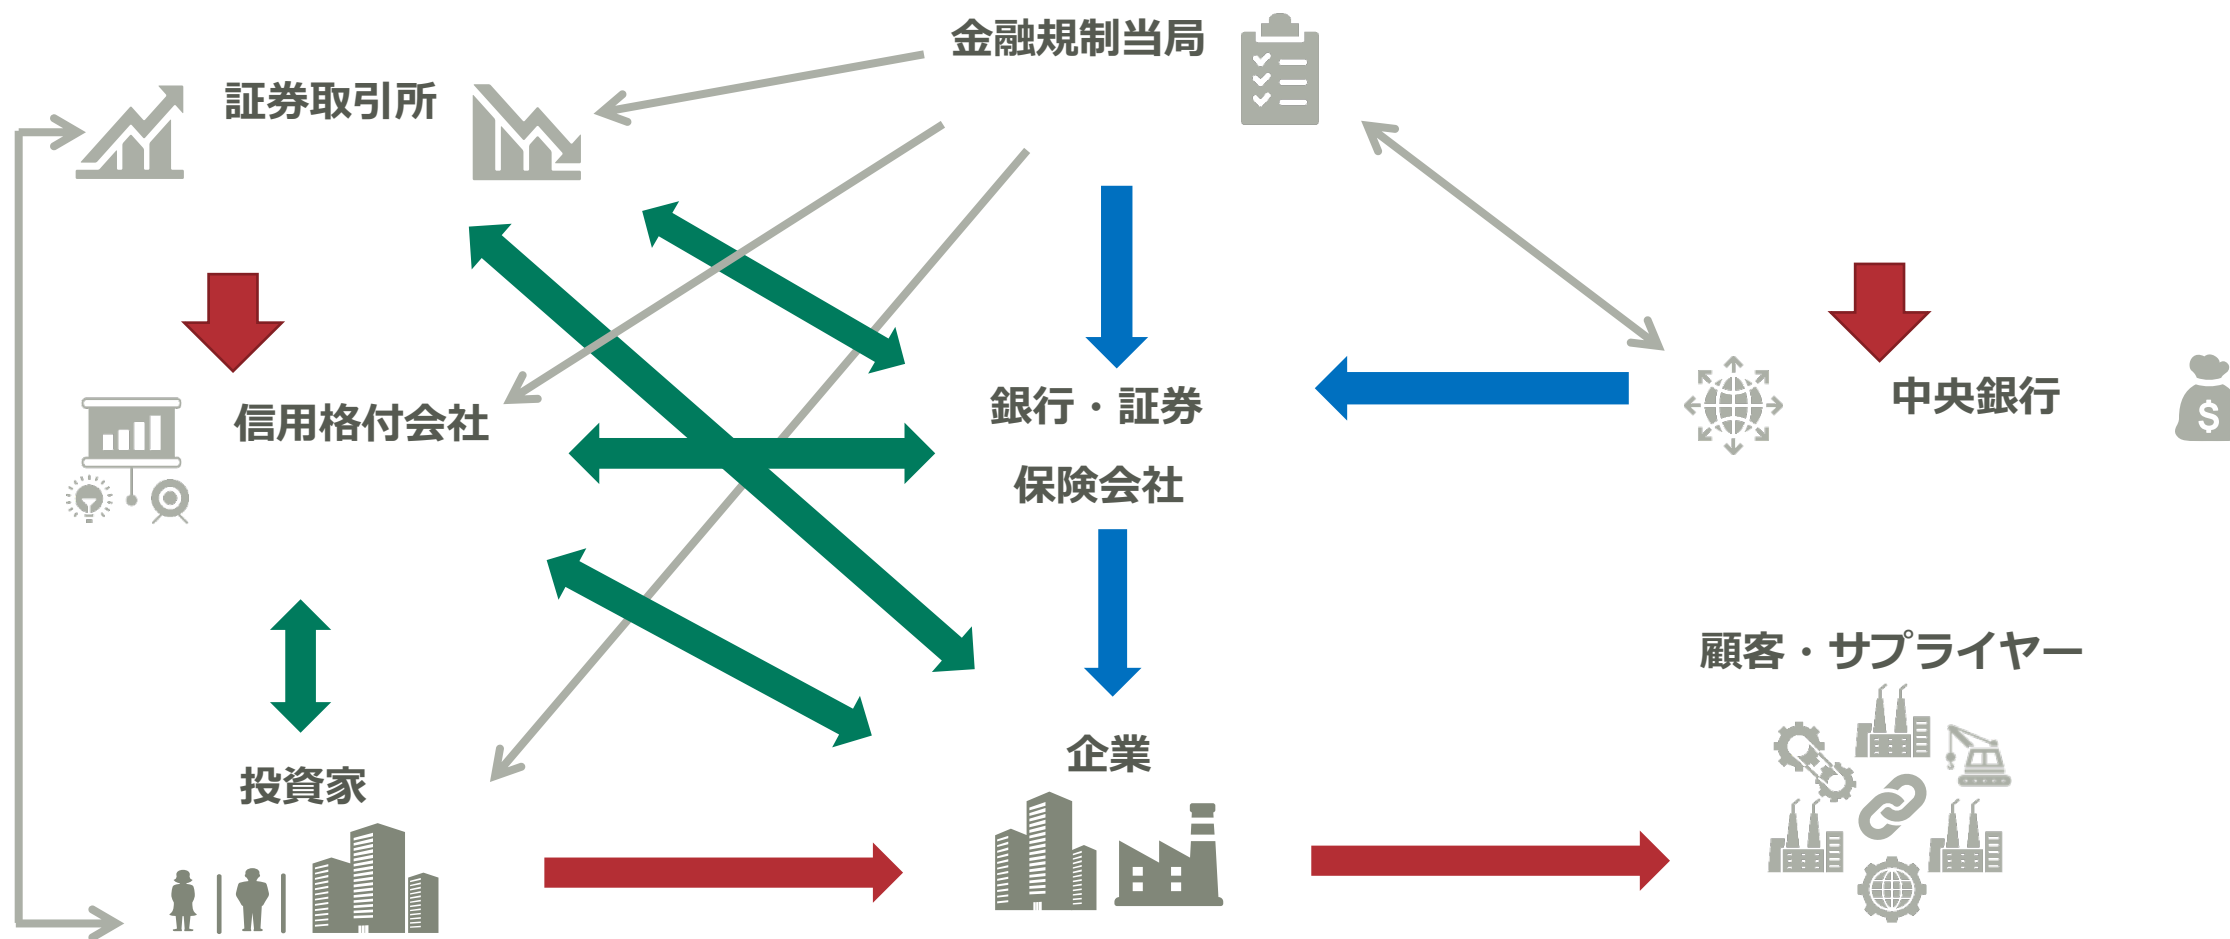 金融規制当局
証券取引所
銀行・証券
保険会社
中央銀行
信用格付会社
顧客・サプライヤー
企業
投資家
$